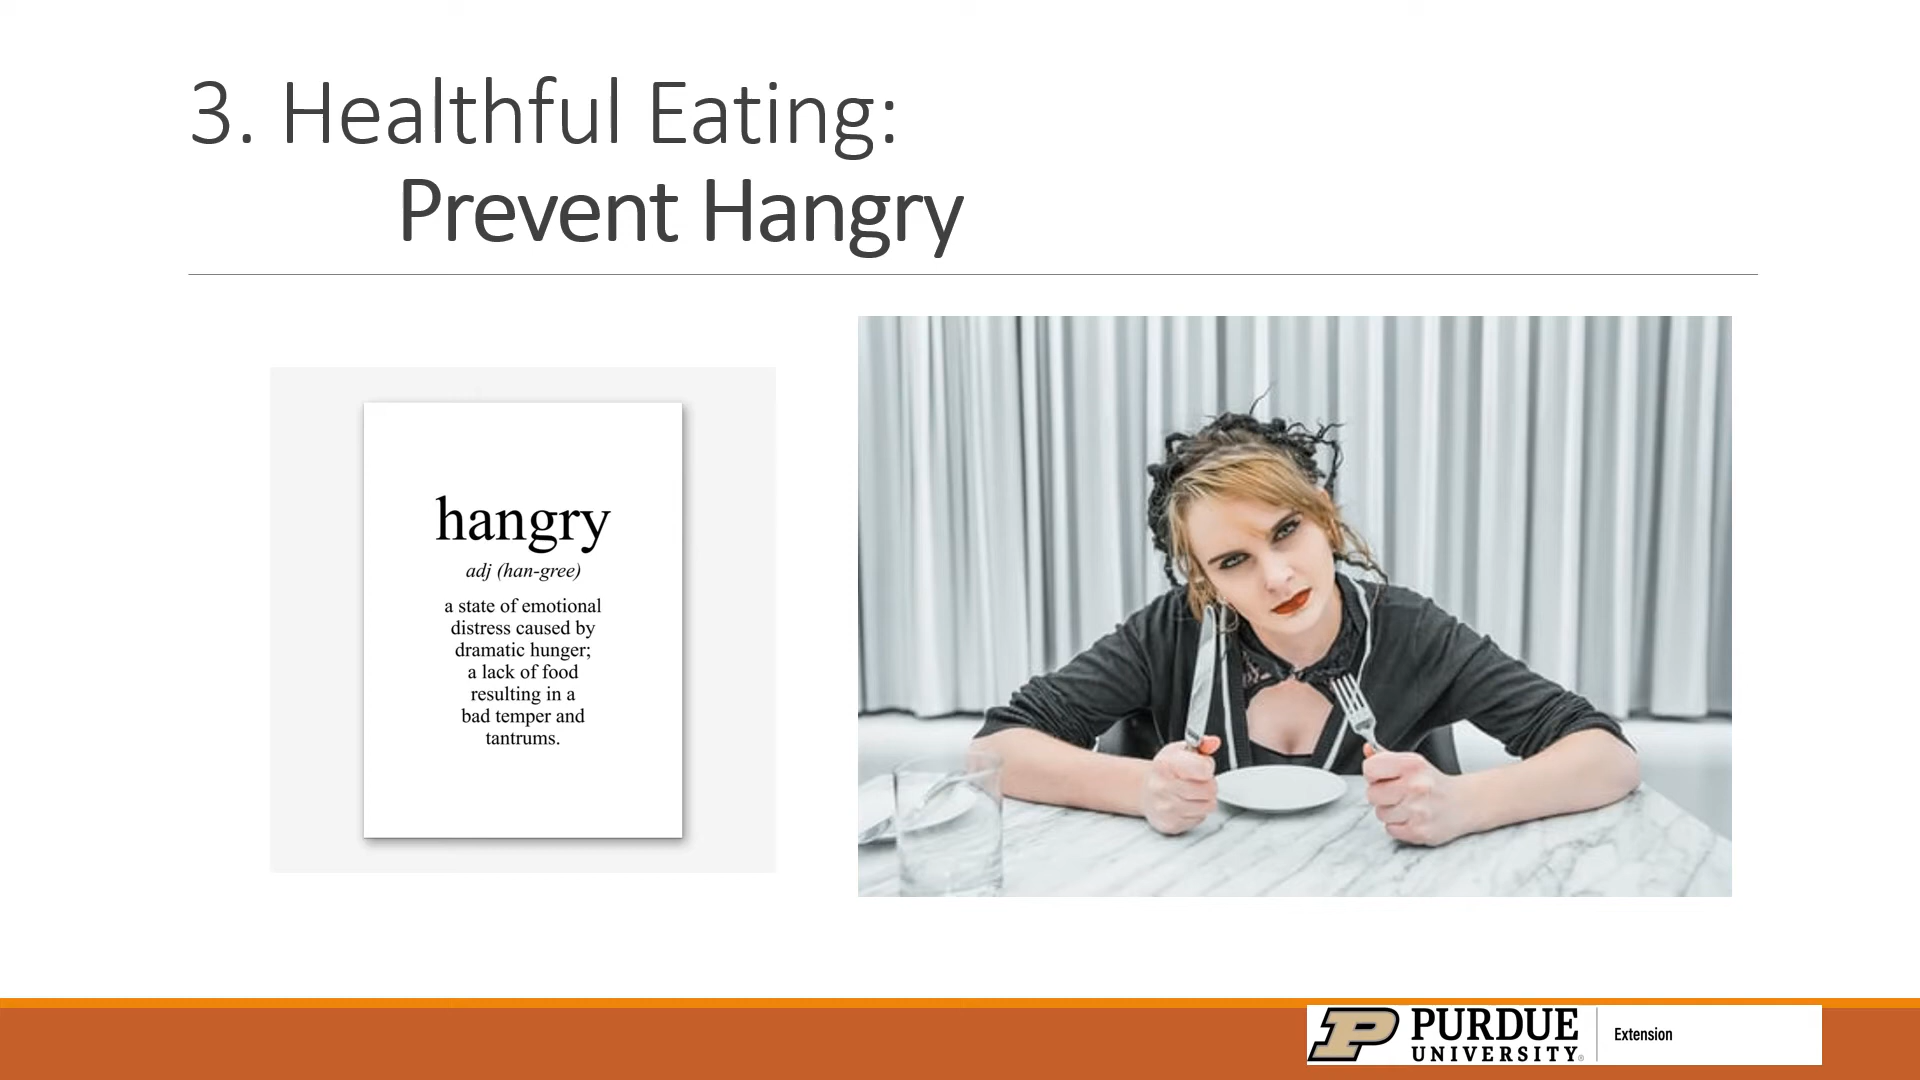 3. Healthful Eating:
Prevent Hangry
hangry
adj (han-gree)
a state of emotional
distress caused by
dramatic hunger;
a lack of food
resulting in a
bad temper and
tantrums.
PURDUE
UNIVERSITY®
Extension